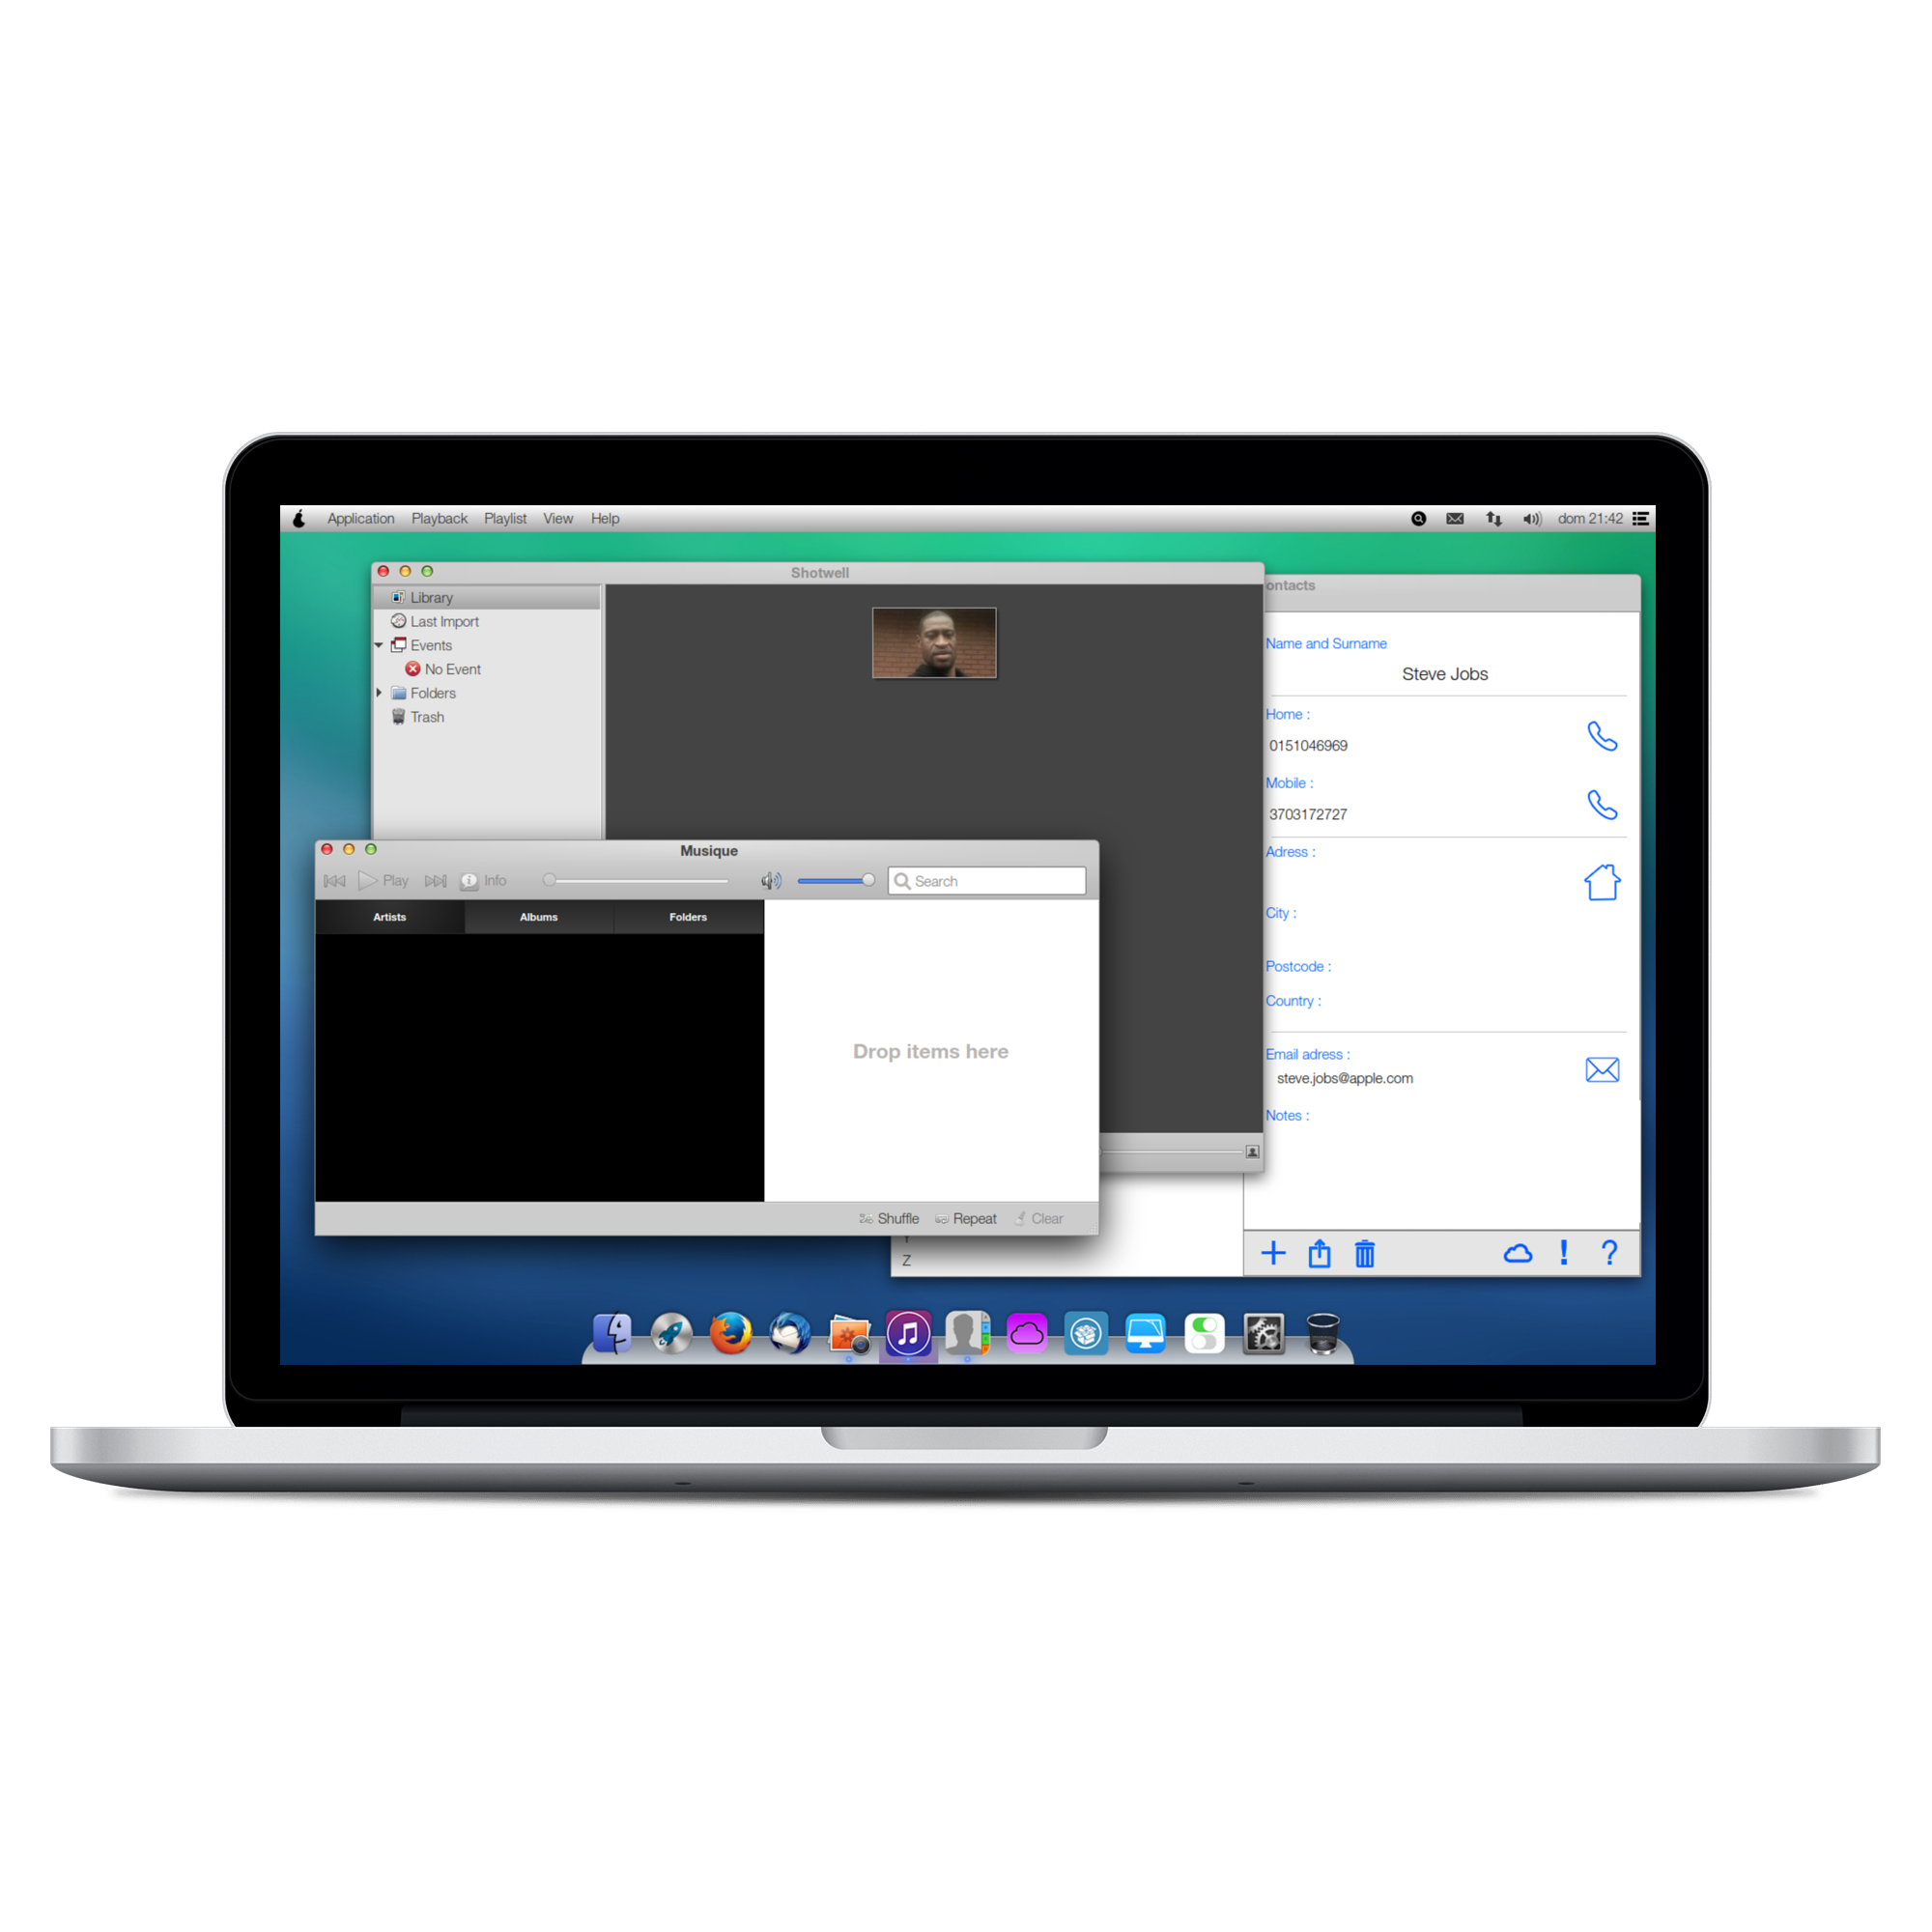 Application Playback Playlist View Help dom 21:42
Shotwell
Library
Last Import
Events
No Event
Folders
Trash
ontacts
Name and Surname
Steve Jobs
Home :
0151046969
Mobile :
3703172727
Adress :
City :
Postcode :
Country :
Email adress :
steve.jobs@apple.com
Notes :
Musique
Play Info Search
Artists Albums Folders
Drop items here
Shuffle Repeat Clear
Z